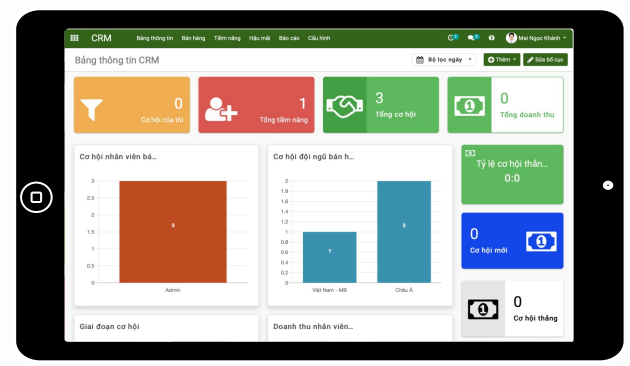 CRM Bảng thông tin Bán hàng Tiềm năng Hậu mãi Báo cáo Cấu hình Mai Ngọc Khánh
Bảng thông tin CRM Bộ lọc ngày Thêm Sửa bố cục
0
Cơ hội của tôi
1
Tổng tiềm năng
3
Tổng cơ hội
0
Tổng doanh thu
Cơ hội nhân viên bá...
3
2.5
2
1.5
1
0.5
0
3
Admin
Cơ hội đội ngũ bán h...
2
1.8
1.6
1.4
1.2
1
0.8
0.6
0.4
0.2
0
1
2
Việt Nam - MB
Châu Á
Tỷ lệ cơ hội thắn...
0:0
0
Cơ hội mới
0
Cơ hội thắng
Giai đoạn cơ hội
Doanh thu nhân viên...